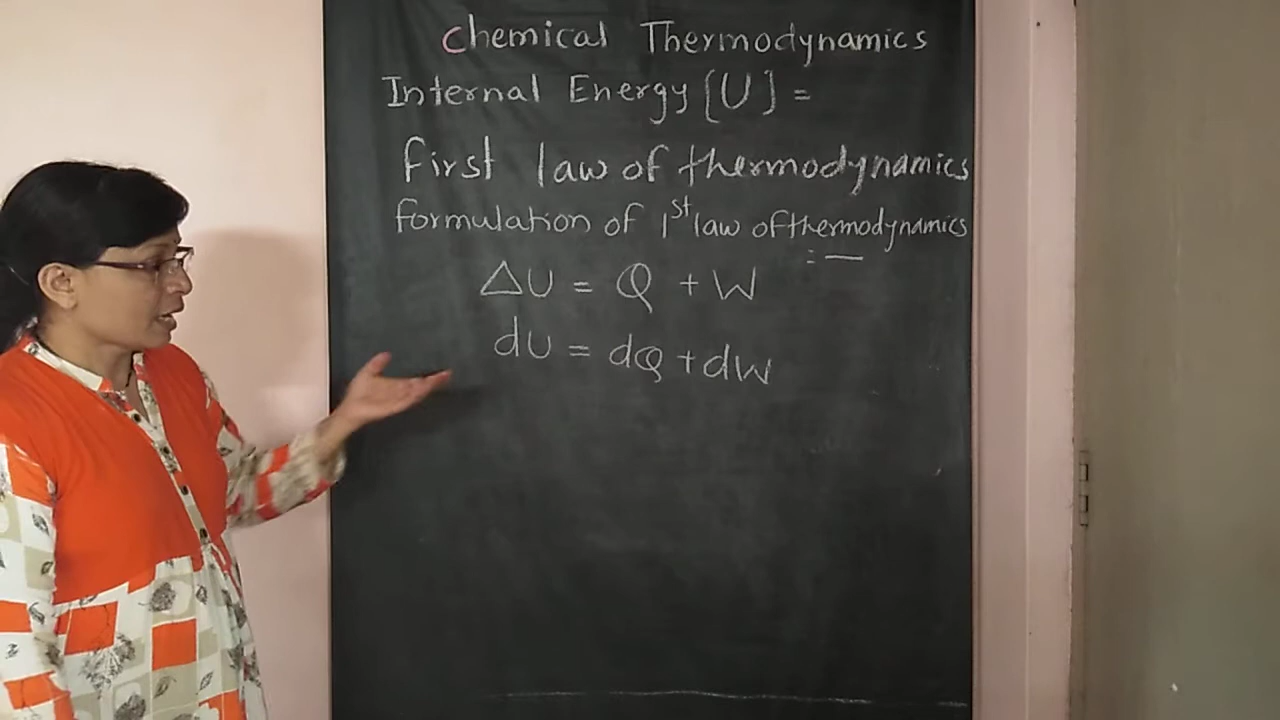 Chemical Thermodynamics
Internal Energy [U] =
First law of thermodynamics
formulation of 1st law of thermodynamics
ΔU = Q + W
dU = dQ + dW